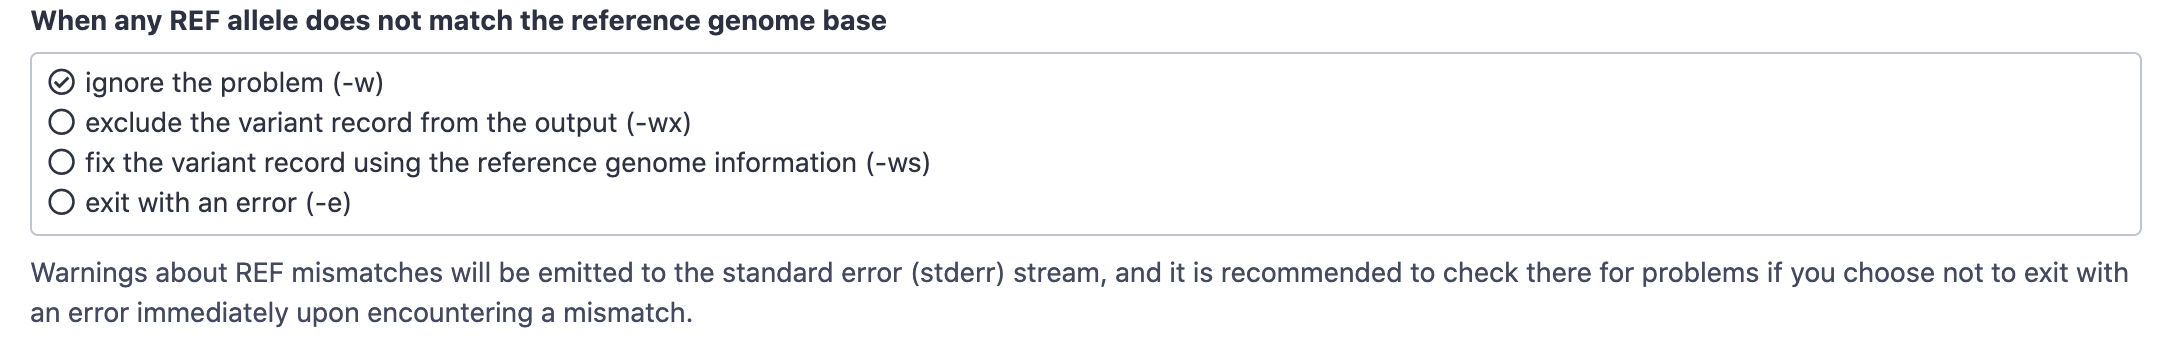 When any REF allele does not match the reference genome base
ignore the problem (-w)
exclude the variant record from the output (-wx)
fix the variant record using the reference genome information (-ws)
exit with an error (-e)
Warnings about REF mismatches will be emitted to the standard error (stderr) stream, and it is recommended to check there for problems if you choose not to exit with
an error immediately upon encountering a mismatch.